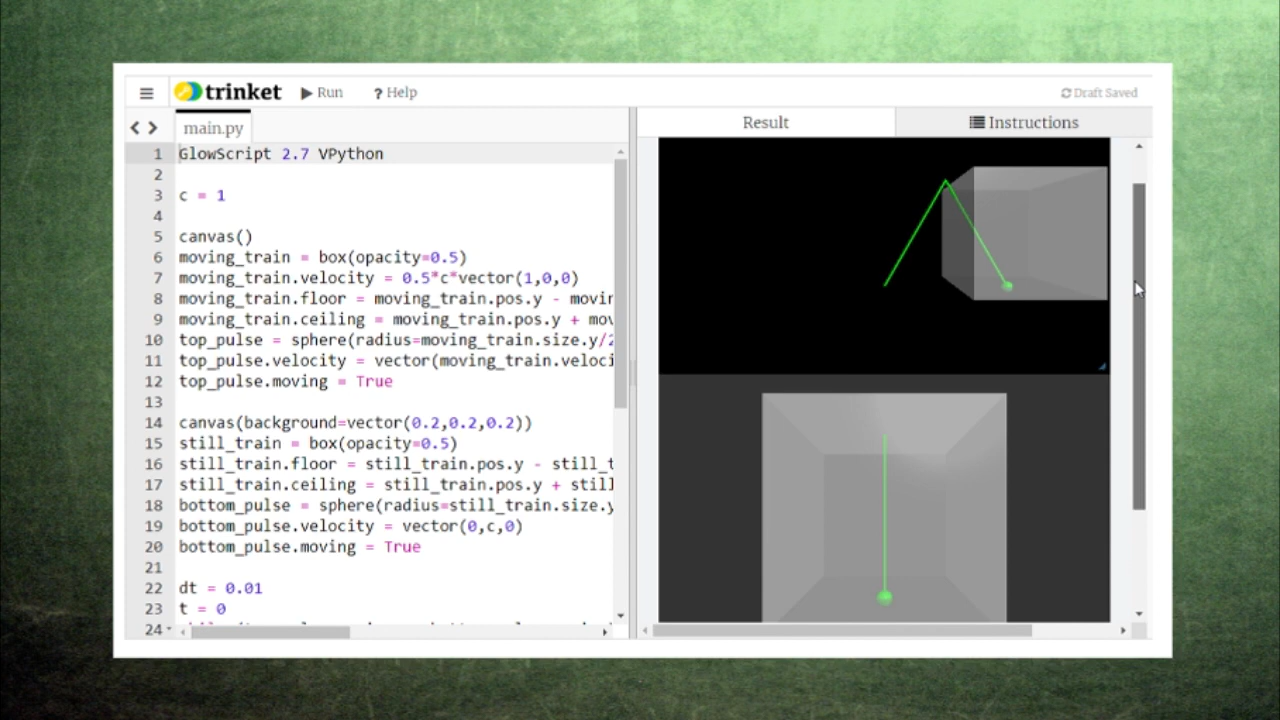 trinket
Run
Help
Draft Saved
main.py
Result
Instructions
1 GlowScript 2.7 VPython
2
3 c = 1
4
5 canvas()
6 moving_train = box(opacity=0.5)
7 moving_train.velocity = 0.5*c*vector(1,0,0)
8 moving_train.floor = moving_train.pos.y - movin
9 moving_train.ceiling = moving_train.pos.y + mov
10 top_pulse = sphere(radius=moving_train.size.y/2
11 top_pulse.velocity = vector(moving_train.veloci
12 top_pulse.moving = True
13
14 canvas(background=vector(0.2,0.2,0.2))
15 still_train = box(opacity=0.5)
16 still_train.floor = still_train.pos.y - still_t
17 still_train.ceiling = still_train.pos.y + still
18 bottom_pulse = sphere(radius=still_train.size.y
19 bottom_pulse.velocity = vector(0,c,0)
20 bottom_pulse.moving = True
21
22 dt = 0.01
23 t = 0
24